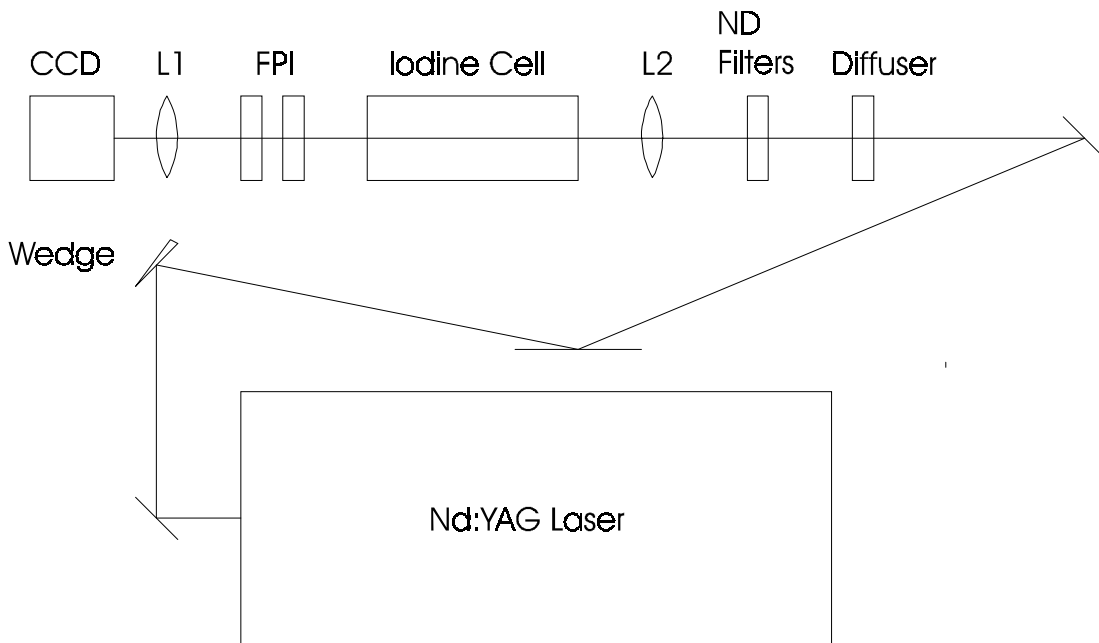 CCD
L1
FPI
Iodine Cell
L2
ND
Filters
Diffuser
Wedge
Nd:YAG Laser